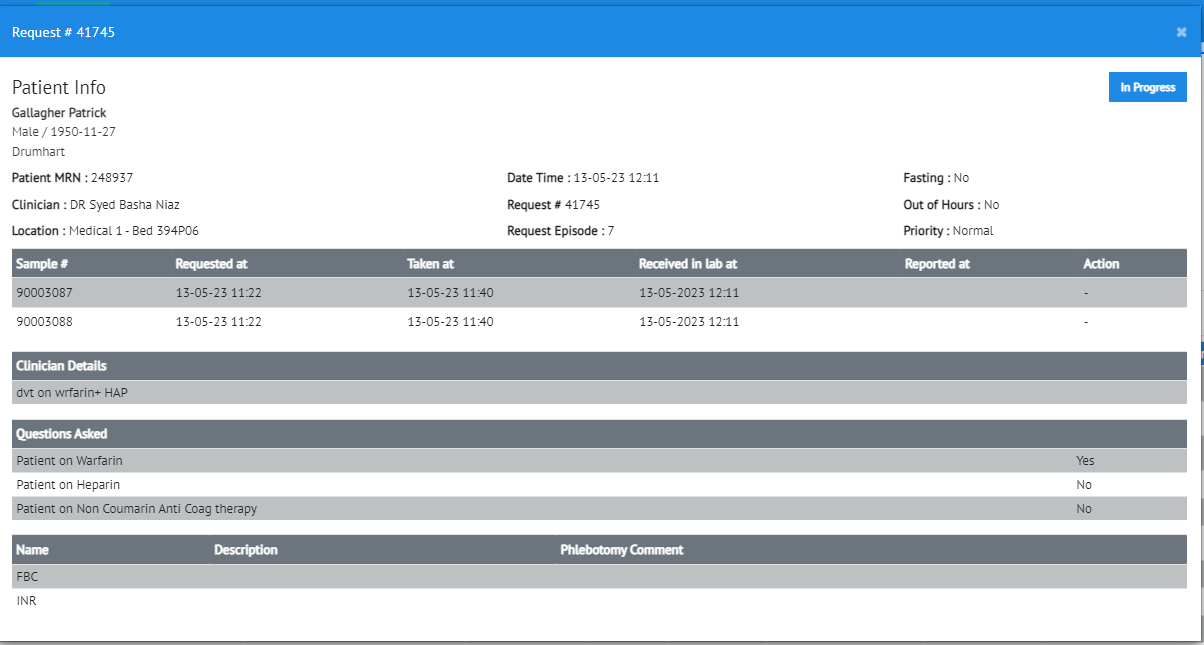 Request # 41745
Patient Info
In Progress
Gallagher Patrick
Male / 1950-11-27
Drumhart
Patient MRN : 248937 Date Time : 13-05-23 12:11 Fasting : No
Clinician : DR Syed Basha Niaz Request # 41745 Out of Hours : No
Location : Medical 1 - Bed 394P06 Request Episode : 7 Priority : Normal
Sample # Requested at Taken at Received in lab at Reported at Action
90003087 13-05-23 11:22 13-05-23 11:40 13-05-2023 12:11 -
90003088 13-05-23 11:22 13-05-23 11:40 13-05-2023 12:11 -
Clinician Details
dvt on wrfarin+ HAP
Questions Asked
Patient on Warfarin Yes
Patient on Heparin No
Patient on Non Coumarin Anti Coag therapy No
Name Description Phlebotomy Comment
FBC
INR